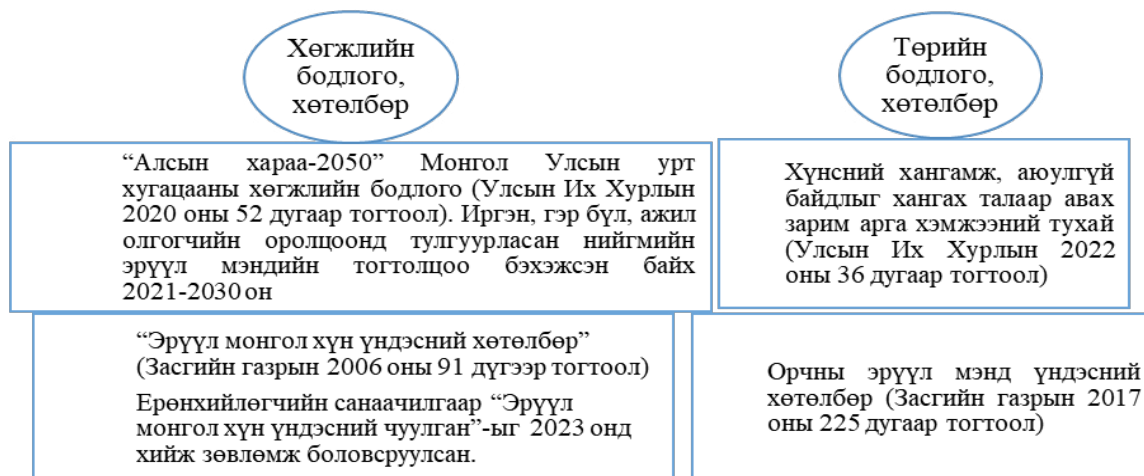 Хөгжлийн
бодлого,
хөтөлбөр
“Алсын хараа-2050” Монгол Улсын урт
хугацааны хөгжлийн бодлого (Улсын Их Хурлын
2020 оны 52 дугаар тогтоол). Иргэн, гэр бүл, ажил
олгогчийн оролцоонд тулгуурласан нийгмийн
эрүүл мэндийн тогтолцоо бэхэжсэн байх
2021-2030 он
“Эрүүл монгол хүн үндэсний хөтөлбөр”
(Засгийн газрын 2006 оны 91 дүгээр тогтоол)
Ерөнхийлөгчийн санаачилгаар “Эрүүл
монгол хүн үндэсний чуулган”-ыг 2023 онд
хийж зөвлөмж боловсруулсан.
Төрийн
бодлого,
хөтөлбөр
Хүнсний хангамж, аюулгүй
байдлыг хангах талаар авах
зарим арга хэмжээний тухай
(Улсын Их Хурлын 2022
оны 36 дугаар тогтоол)
Орчны эрүүл мэнд үндэсний
хөтөлбөр (Засгийн газрын 2017
оны 225 дугаар тогтоол)